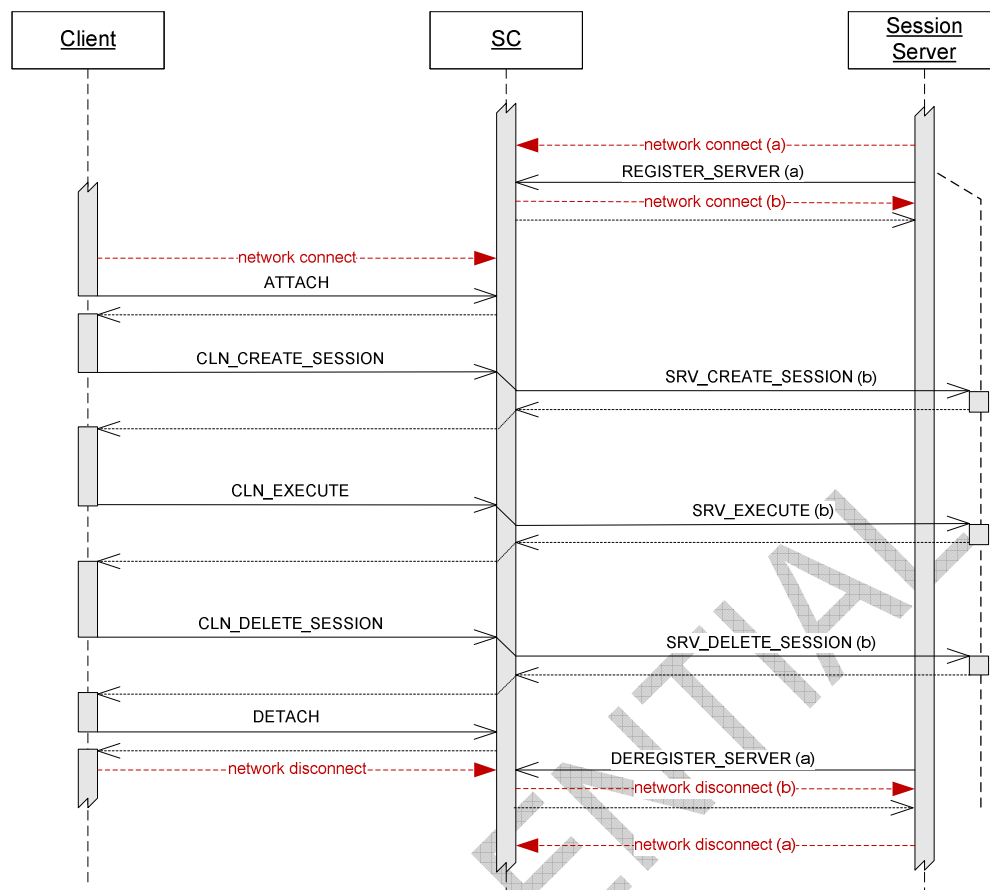 Client
SC
Session
Server
network connect (a)
REGISTER_SERVER (a)
network connect (b)
network connect
ATTACH
CLN_CREATE_SESSION
SRV_CREATE_SESSION (b)
CLN_EXECUTE
SRV_EXECUTE (b)
CLN_DELETE_SESSION
SRV_DELETE_SESSION (b)
DETACH
DEREGISTER_SERVER (a)
network disconnect
network disconnect (b)
network disconnect (a)
ENTIAL